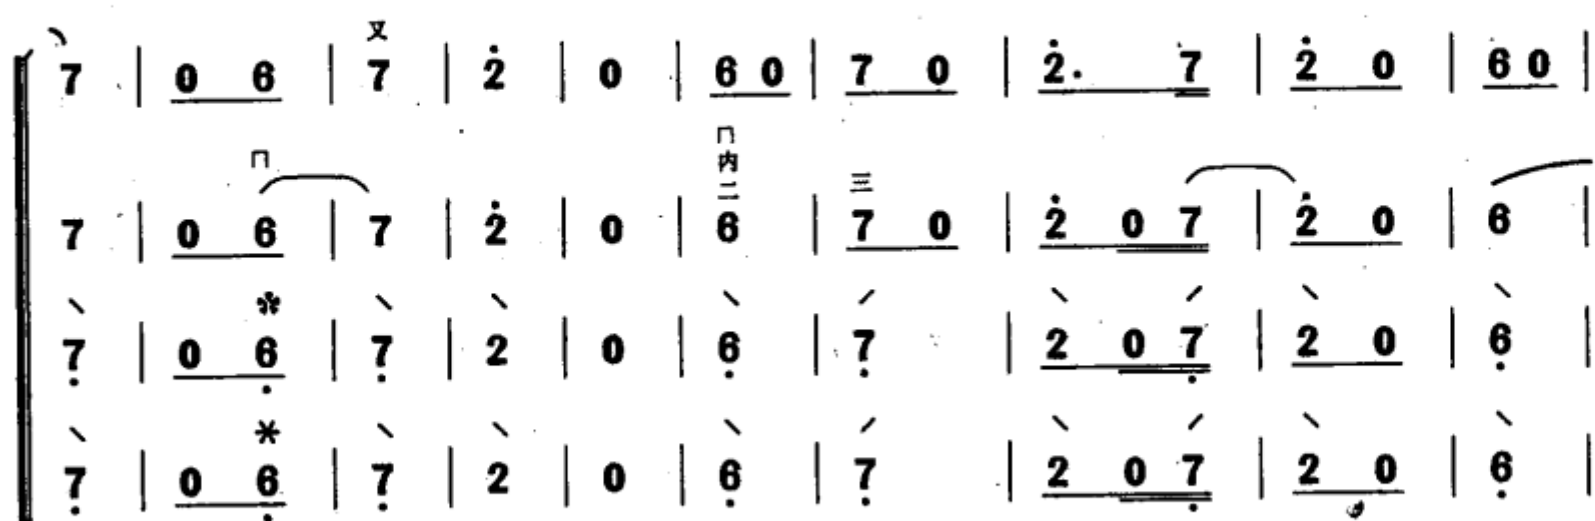 又
7 | 0 6 | 7 | 2̇ | 0 | 6 0 | 7 0 | 2̇. 7 | 2̇ 0 | 6 0 |
内
二 三
7 | 0 6 | 7 | 2̇ | 0 | 6 | 7 0 | 2̇ 0 7 | 2̇ 0 | 6 |
7̣ | 0 6̣ | 7̣ | 2 | 0 | 6̣ | 7̣ | 2 0 7̣ | 2 0 | 6̣ |
7̣ | 0 6̣ | 7̣ | 2 | 0 | 6̣ | 7̣ | 2 0 7̣ | 2 0 | 6̣ |